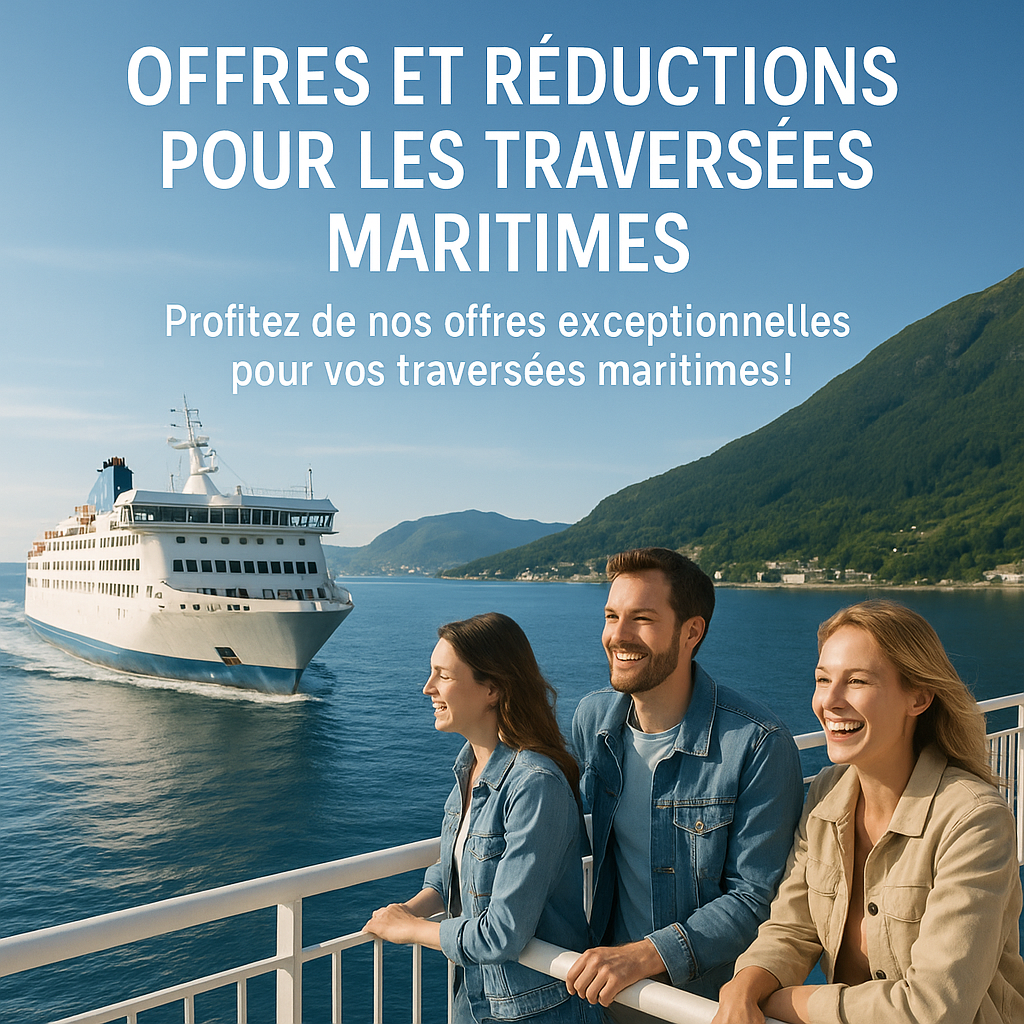 OFFRES ET RÉDUCTIONS
POUR LES TRAVERSÉES
MARITIMES
Profitez de nos offres exceptionnelles
pour vos traversées maritimes!